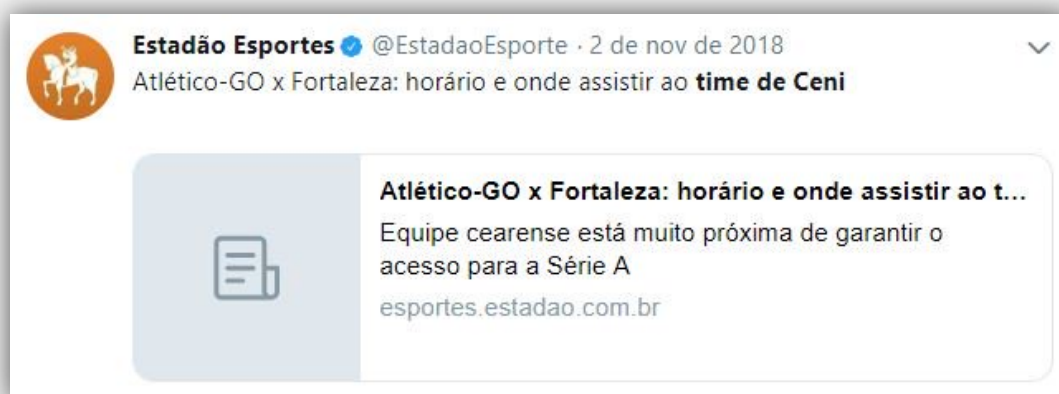 Estadão Esportes @EstadaoEsporte · 2 de nov de 2018
Atlético-GO x Fortaleza: horário e onde assistir ao time de Ceni
Atlético-GO x Fortaleza: horário e onde assistir ao t...
Equipe cearense está muito próxima de garantir o
acesso para a Série A
esportes.estadao.com.br